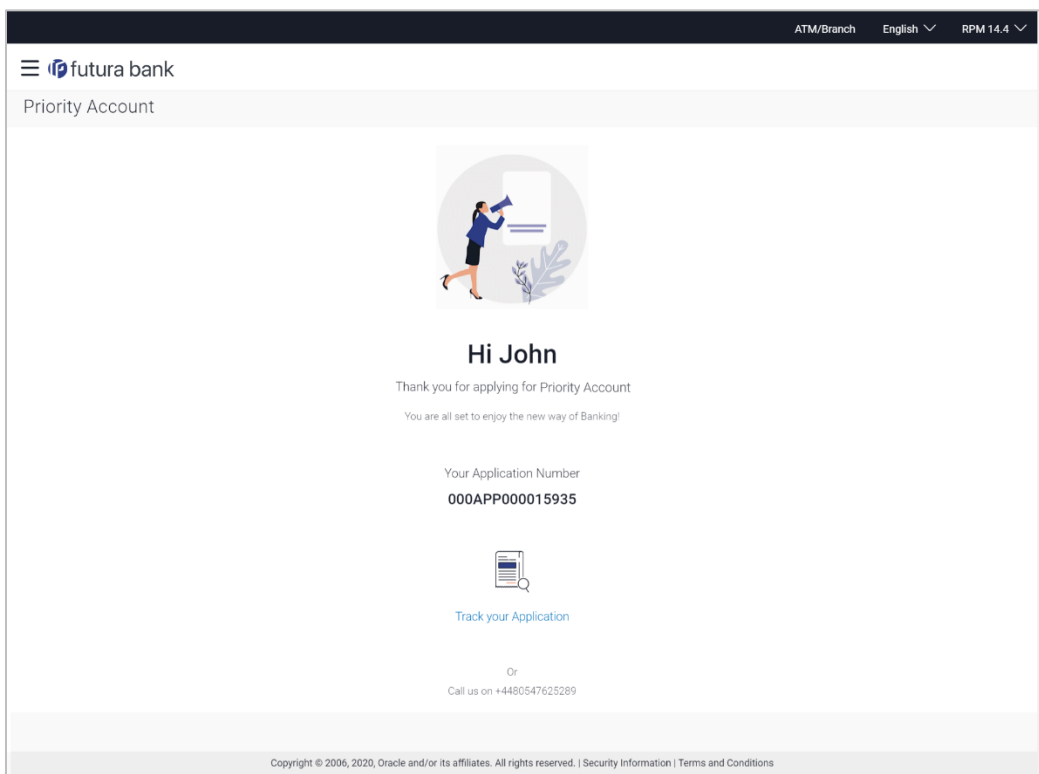 ATM/Branch English RPM 14.4
futura bank
Priority Account
Hi John
Thank you for applying for Priority Account
You are all set to enjoy the new way of Banking!
Your Application Number
000APP000015935
Track your Application
Or
Call us on +4480547625289
Copyright © 2006, 2020, Oracle and/or its affiliates. All rights reserved. | Security Information | Terms and Conditions